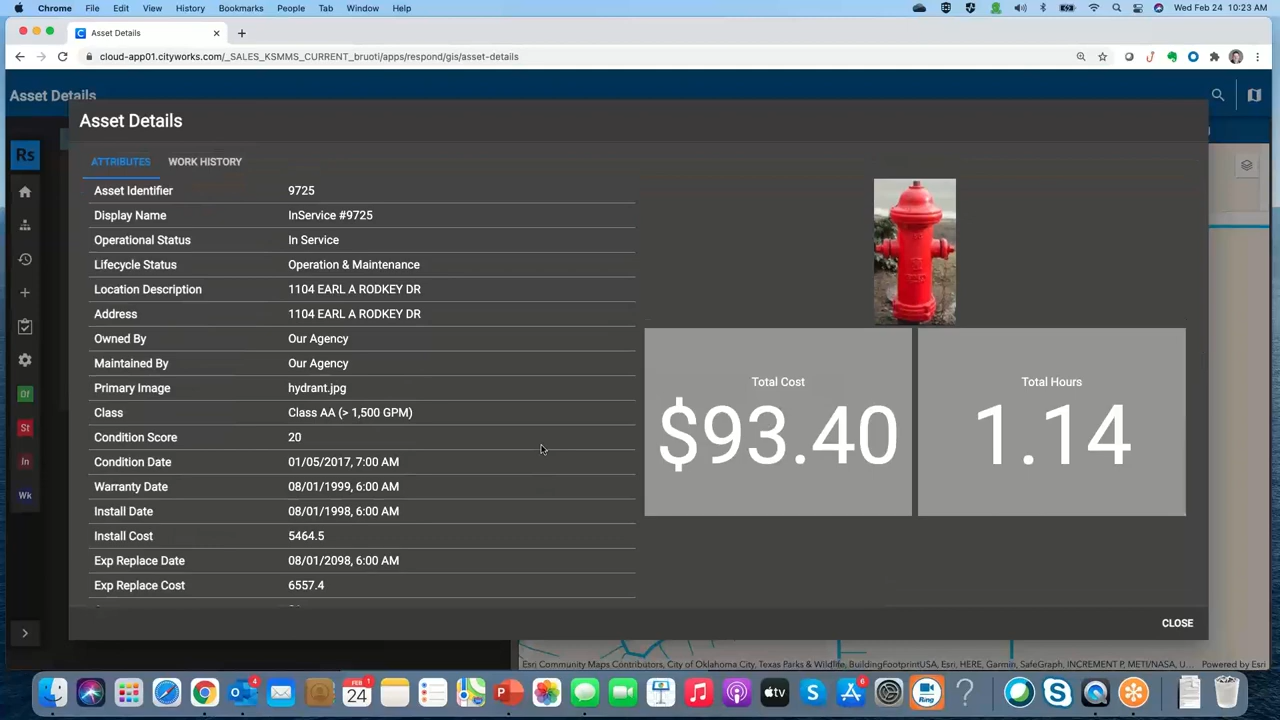 Chrome File Edit View History Bookmarks People Tab Window Help Wed Feb 24 10:23 AM
Asset Details
cloud-app01.cityworks.com/_SALES_KSMMS_CURRENT_bruoti/apps/respond/gis/asset-details
Asset Details
Asset Details
ATTRIBUTES WORK HISTORY
Rs
Asset Identifier 9725
Display Name InService #9725
Operational Status In Service
Lifecycle Status Operation & Maintenance
Location Description 1104 EARL A RODKEY DR
Address 1104 EARL A RODKEY DR
Owned By Our Agency
Maintained By Our Agency
Primary Image hydrant.jpg
Class Class AA (> 1,500 GPM)
Condition Score 20
Condition Date 01/05/2017, 7:00 AM
Warranty Date 08/01/1999, 6:00 AM
Install Date 08/01/1998, 6:00 AM
Install Cost 5464.5
Exp Replace Date 08/01/2098, 6:00 AM
Exp Replace Cost 6557.4
Total Cost
$93.40
Total Hours
1.14
Df
St
In
Wk
CLOSE
Esri Community Maps Contributors, City of Oklahoma City, Texas Parks & Wildlife, BuildingFootprintUSA, Esri, HERE, Garmin, SafeGraph, INCREMENT P, METI/NASA, U... Powered by Esri
4
FEB
24
1
6
tv
Ring